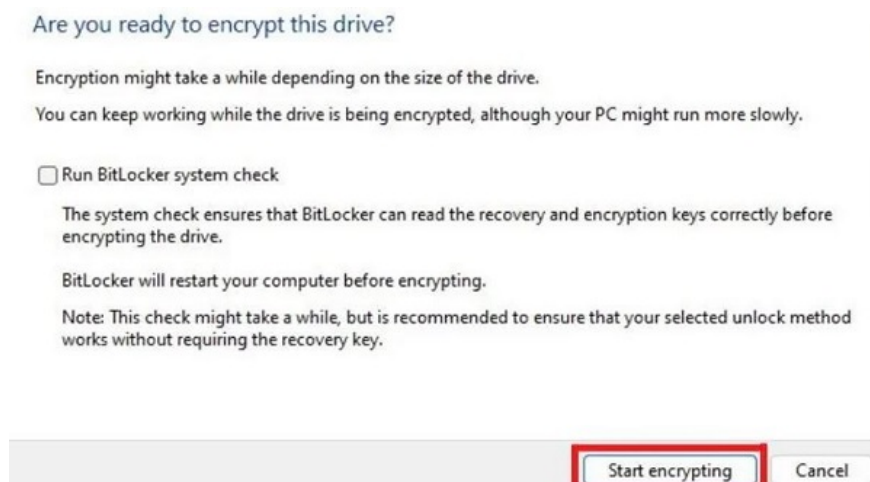 Are you ready to encrypt this drive?
Encryption might take a while depending on the size of the drive.
You can keep working while the drive is being encrypted, although your PC might run more slowly.
Run BitLocker system check
The system check ensures that BitLocker can read the recovery and encryption keys correctly before
encrypting the drive.
BitLocker will restart your computer before encrypting.
Note: This check might take a while, but is recommended to ensure that your selected unlock method
works without requiring the recovery key.
Start encrypting
Cancel